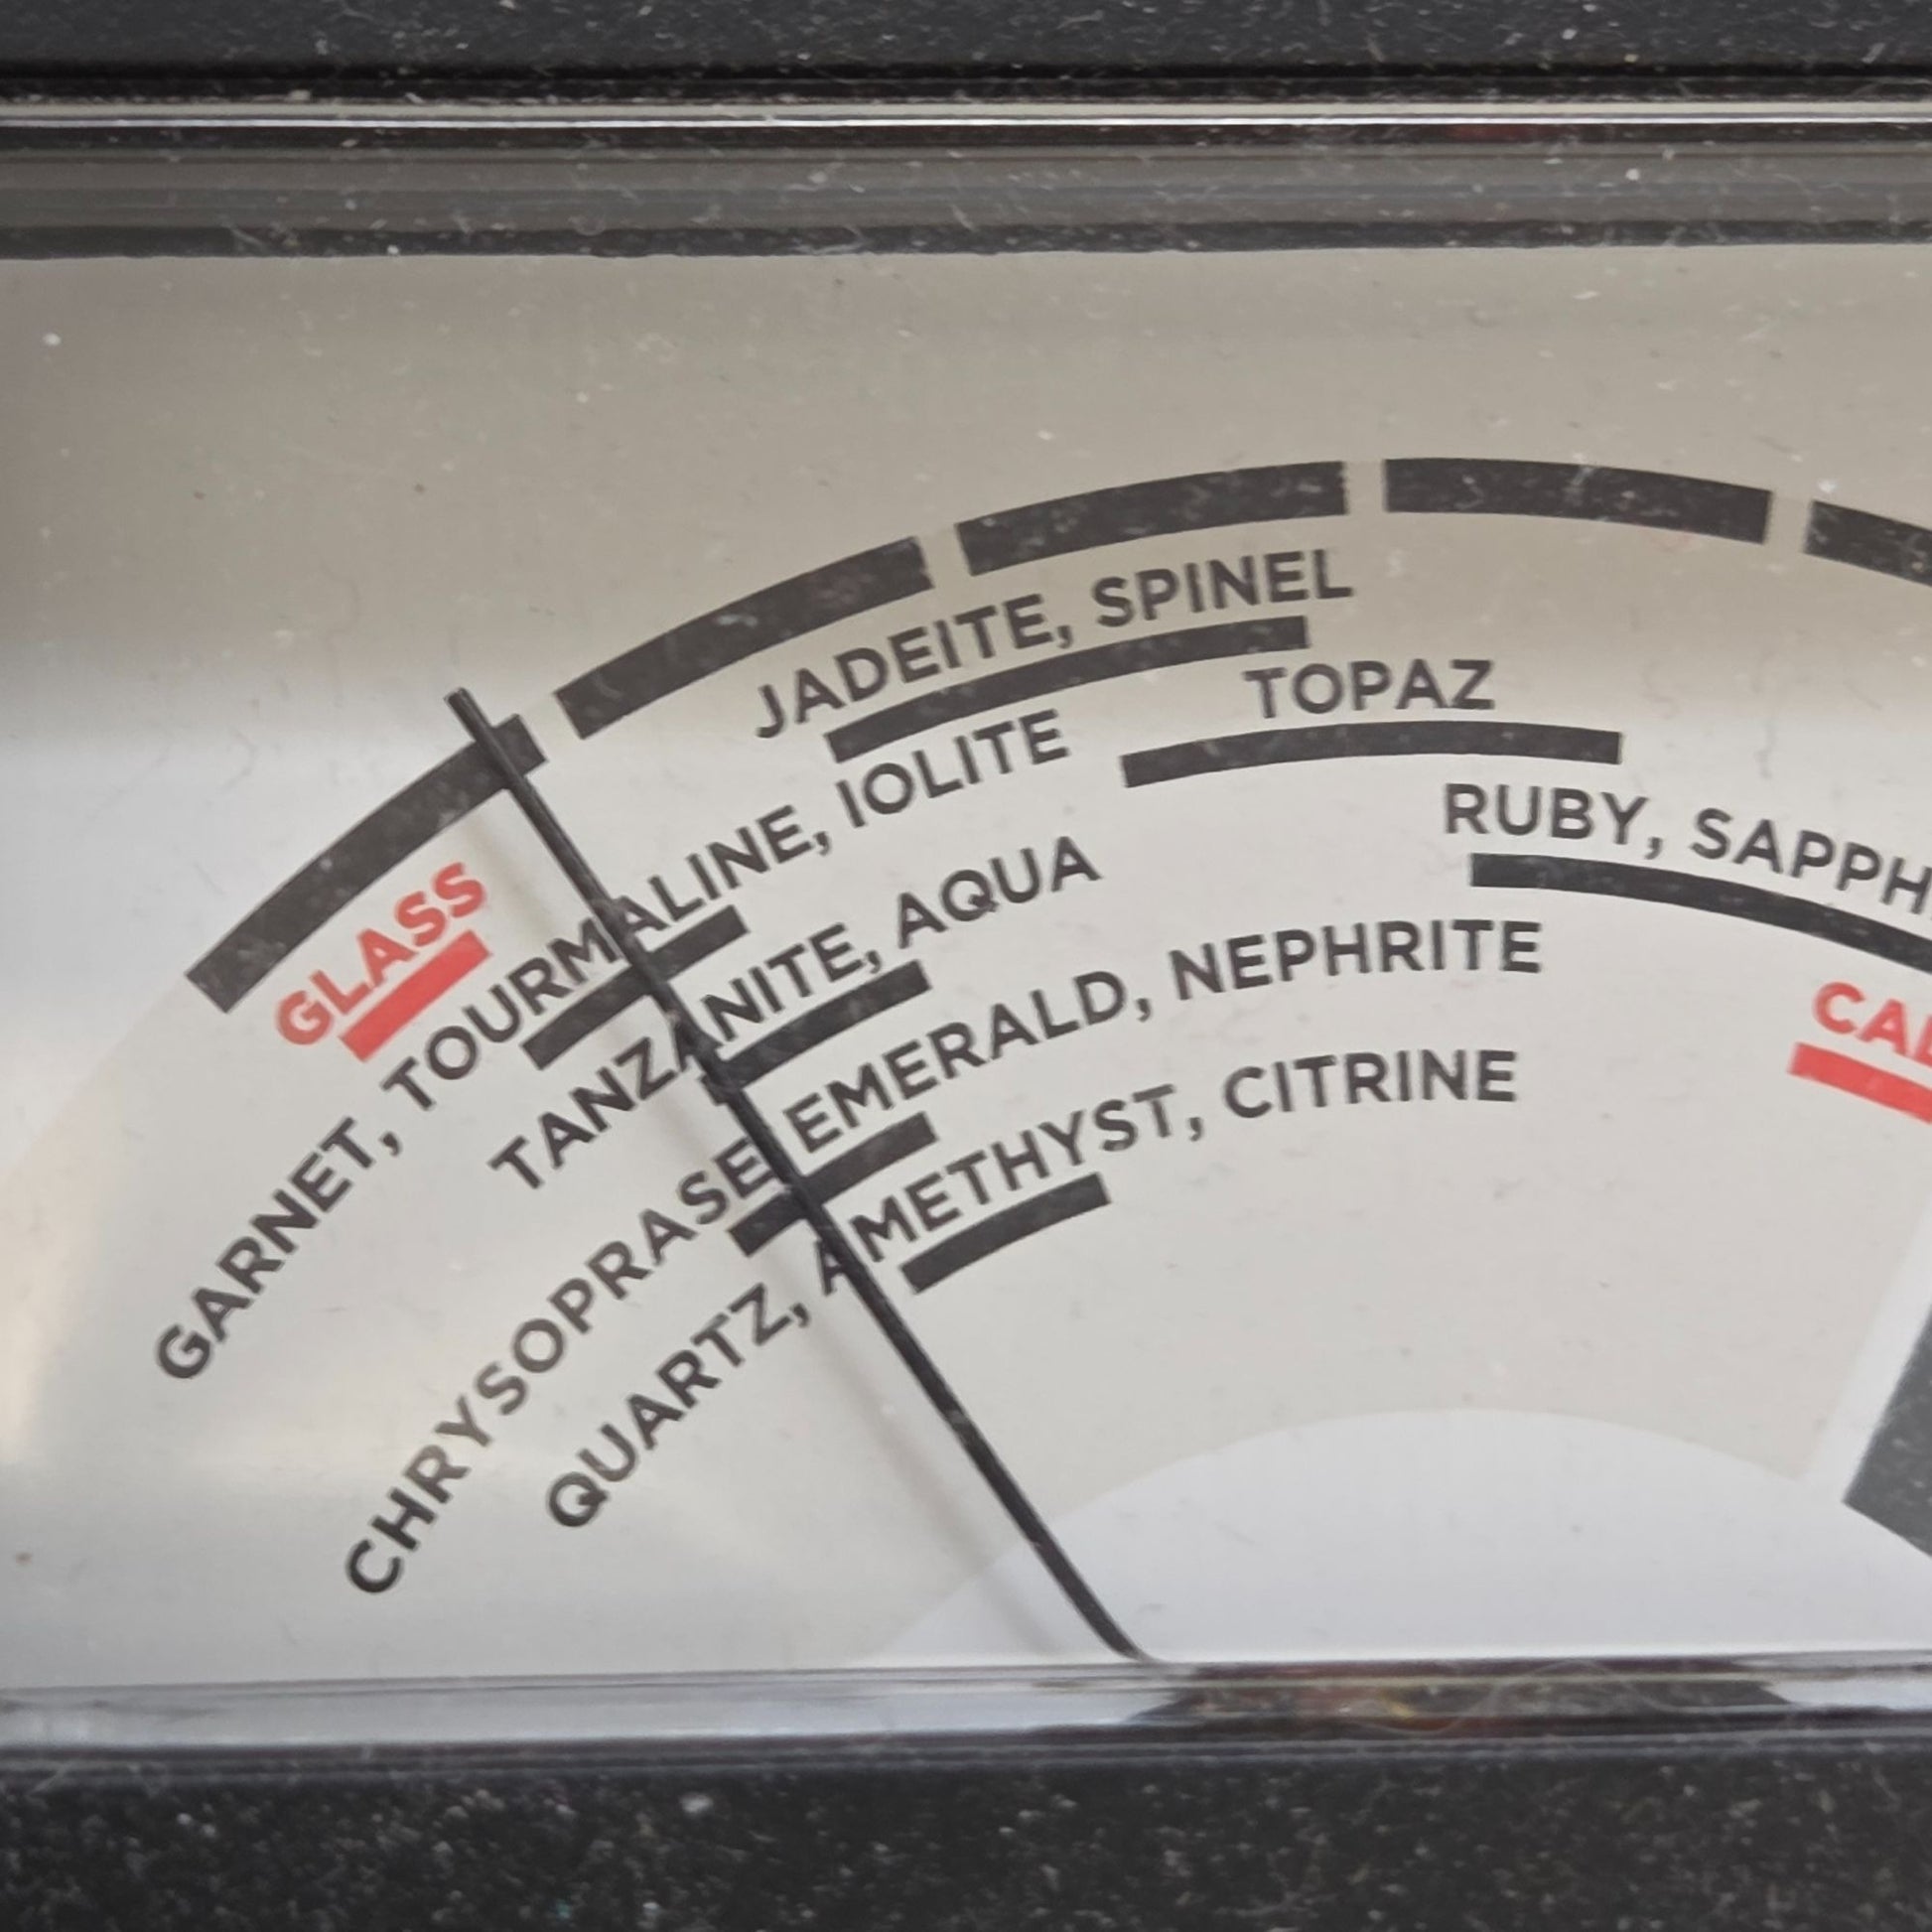 JADEITE, SPINEL
TOPAZ
RUBY, SAPPH
GLASS
GARNET, TOURMALINE, IOLITE
TANZANITE, AQUA
CHRYSOPRASE EMERALD, NEPHRITE
QUARTZ, AMETHYST, CITRINE